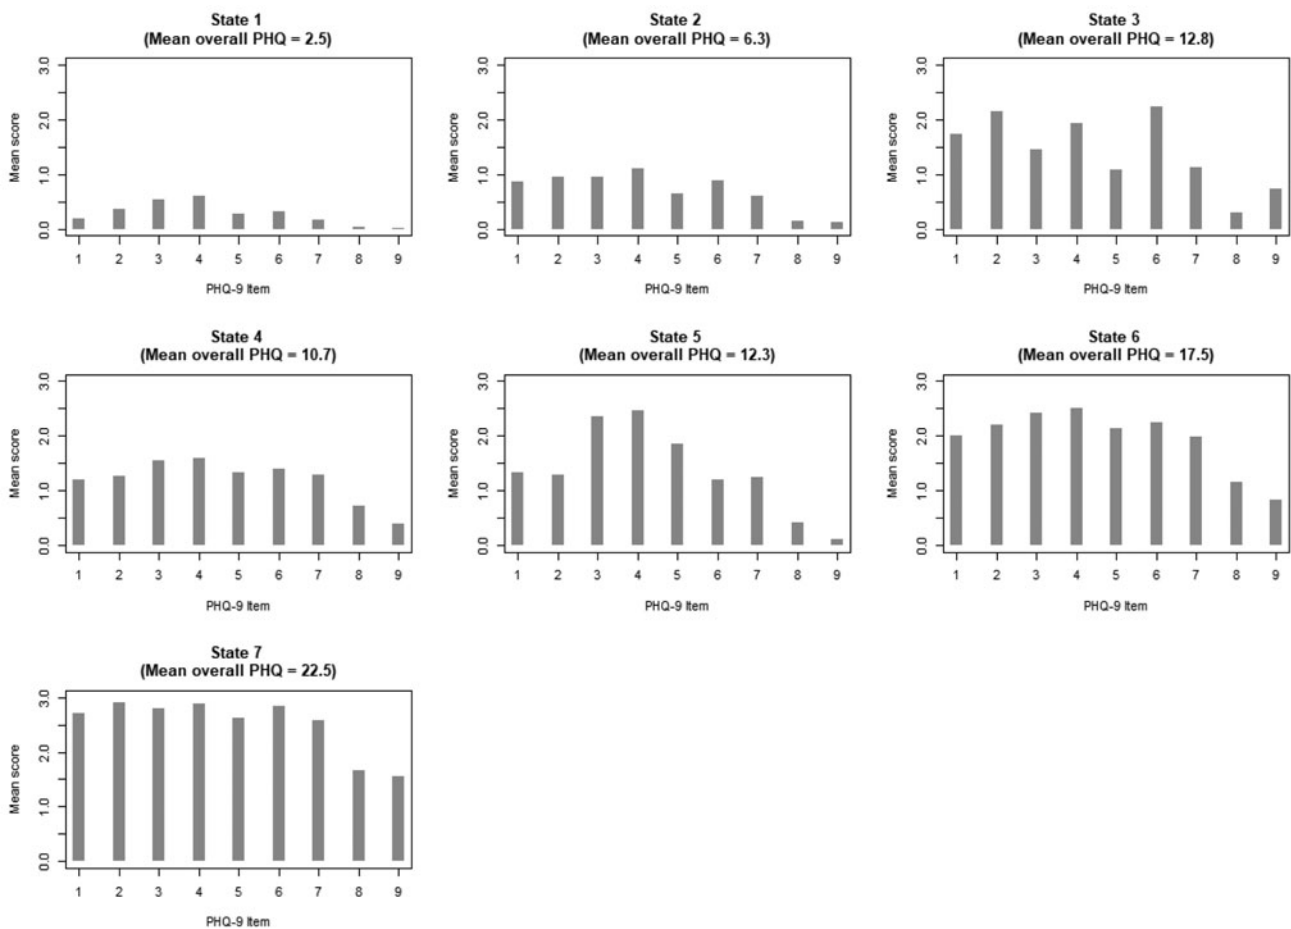 State 1
(Mean overall PHQ = 2.5)
Mean score
0.0 1.0 2.0 3.0
1 2 3 4 5 6 7 8 9
PHQ-9 Item
State 2
(Mean overall PHQ = 6.3)
Mean score
0.0 1.0 2.0 3.0
1 2 3 4 5 6 7 8 9
PHQ-9 Item
State 3
(Mean overall PHQ = 12.8)
Mean score
0.0 1.0 2.0 3.0
1 2 3 4 5 6 7 8 9
PHQ-9 Item
State 4
(Mean overall PHQ = 10.7)
Mean score
0.0 1.0 2.0 3.0
1 2 3 4 5 6 7 8 9
PHQ-9 Item
State 5
(Mean overall PHQ = 12.3)
Mean score
0.0 1.0 2.0 3.0
1 2 3 4 5 6 7 8 9
PHQ-9 Item
State 6
(Mean overall PHQ = 17.5)
Mean score
0.0 1.0 2.0 3.0
1 2 3 4 5 6 7 8 9
PHQ-9 Item
State 7
(Mean overall PHQ = 22.5)
Mean score
0.0 1.0 2.0 3.0
1 2 3 4 5 6 7 8 9
PHQ-9 Item